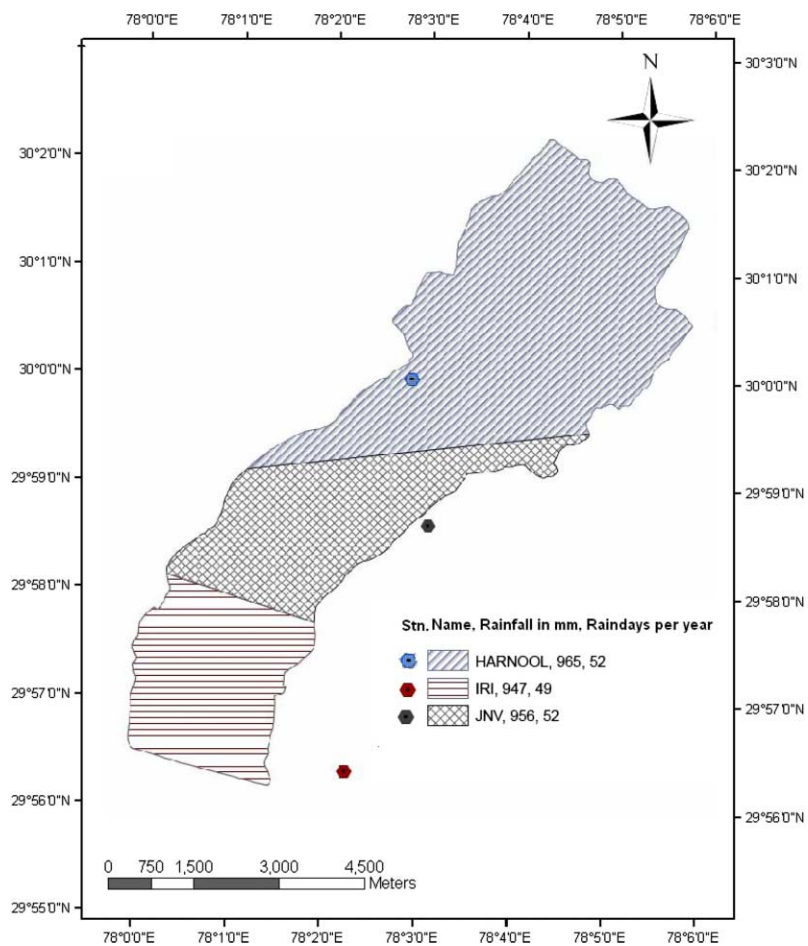 78°0'0"E 78°1'0"E 78°2'0"E 78°3'0"E 78°4'0"E 78°5'0"E 78°6'0"E
N
30°3'0"N
30°2'0"N 30°2'0"N
30°1'0"N 30°1'0"N
30°0'0"N 30°0'0"N
29°59'0"N 29°59'0"N
29°58'0"N 29°58'0"N
Stn. Name, Rainfall in mm, Raindays per year
HARNOOL, 965, 52
IRI, 947, 49
JNV, 956, 52
29°57'0"N 29°57'0"N
29°56'0"N 29°56'0"N
0 750 1,500 3,000 4,500
Meters
29°55'0"N
78°0'0"E 78°1'0"E 78°2'0"E 78°3'0"E 78°4'0"E 78°5'0"E 78°6'0"E